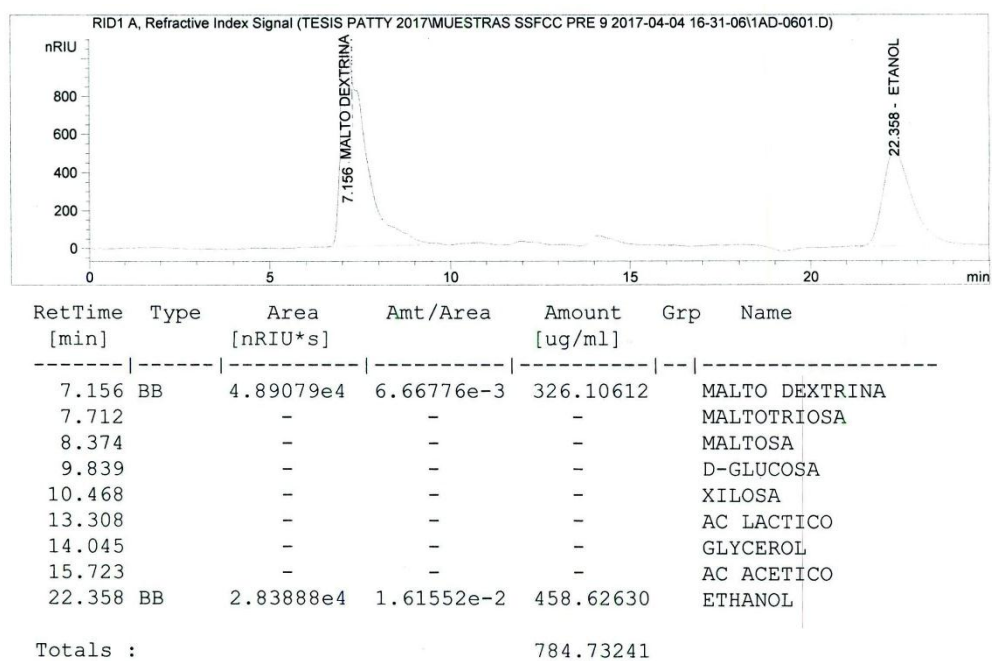 RID1 A, Refractive Index Signal (TESIS PATTY 2017\MUESTRAS SSFCC PRE 9 2017-04-04 16-31-06\1AD-0601.D)
nRIU
800
600
400
200
0
7.156 MALTO DEXTRINA
22.358 - ETANOL
0 5 10 15 20 min
RetTime Type Area Amt/Area Amount Grp Name
[min] [nRIU*s] [ug/ml]
-------|------|-----------|----------|----------|--|------------------
7.156 BB 4.89079e4 6.66776e-3 326.10612 MALTO DEXTRINA
7.712 - - - MALTOTRIOSA
8.374 - - - MALTOSA
9.839 - - - D-GLUCOSA
10.468 - - - XILOSA
13.308 - - - AC LACTICO
14.045 - - - GLYCEROL
15.723 - - - AC ACETICO
22.358 BB 2.83888e4 1.61552e-2 458.62630 ETHANOL
Totals : 784.73241